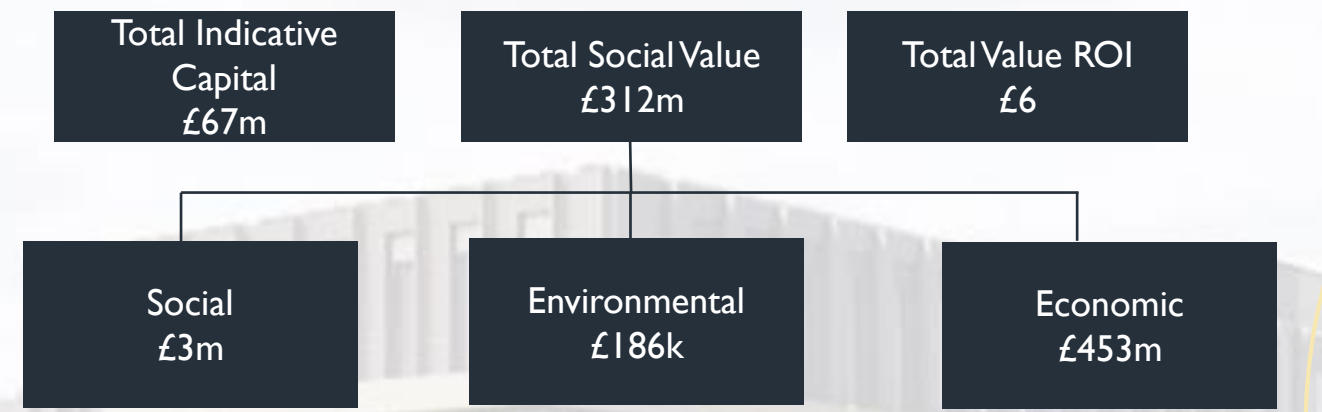 Total Indicative
Capital
£67m
Total Social Value
£312m
Total Value ROI
£6
Social
£3m
Environmental
£186k
Economic
£453m